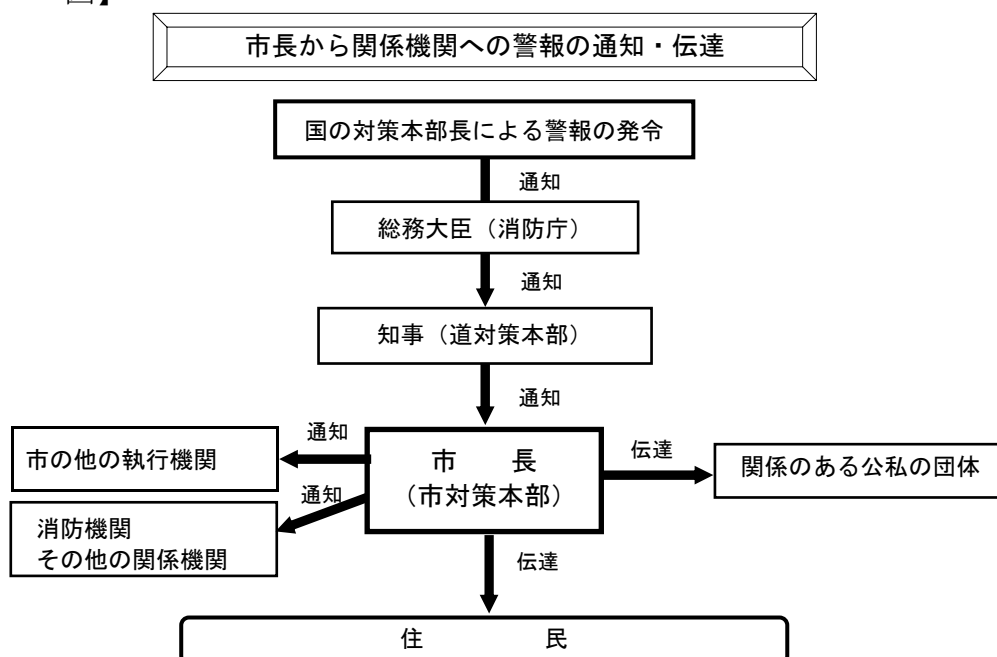 図】
市長から関係機関への警報の通知・伝達
国の対策本部長による警報の発令
通知
総務大臣（消防庁）
通知
知事（道対策本部）
通知
通知
市の他の執行機関
市　　長
（市対策本部）
伝達
関係のある公私の団体
通知
消防機関
その他の関係機関
伝達
住　　　　民